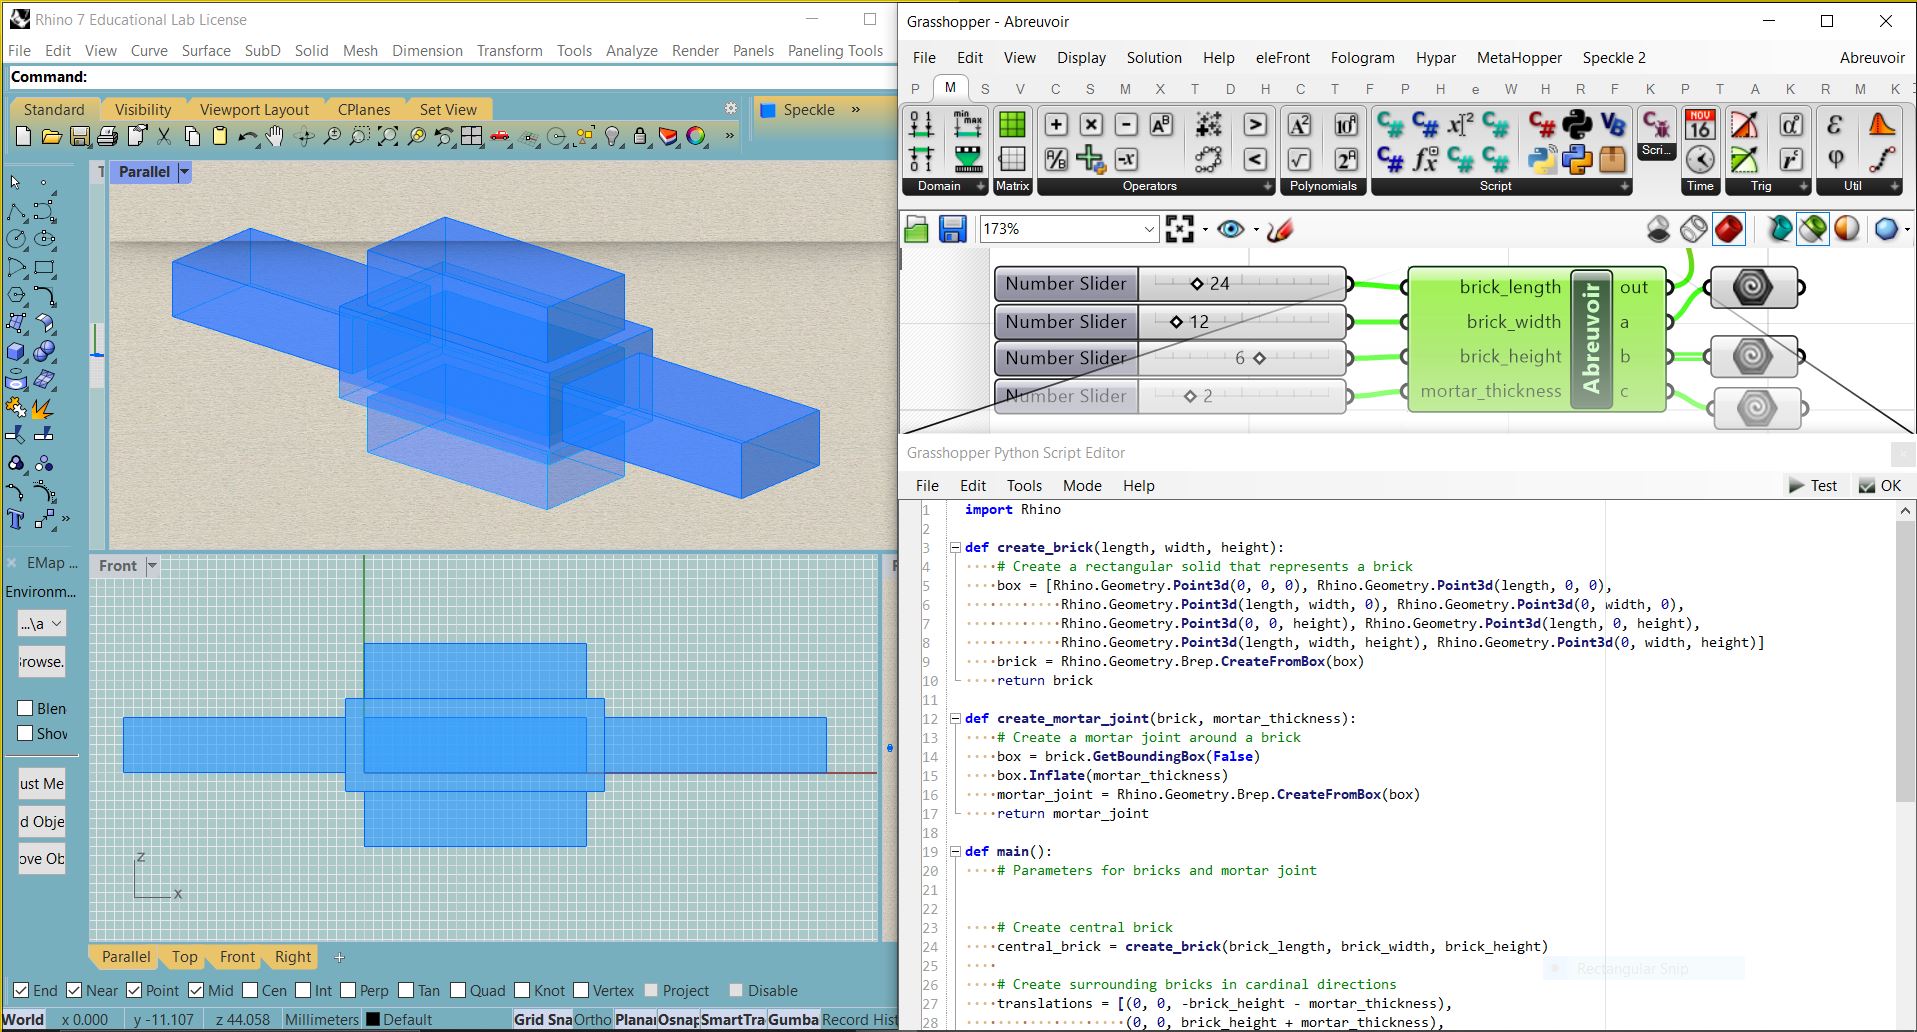 Rhino 7 Educational Lab License
File Edit View Curve Surface SubD Solid Mesh Dimension Transform Tools Analyze Render Panels Paneling Tools
Command:
Standard Visibility Viewport Layout CPlanes Set View
Speckle »
T Parallel
EMap ...
Environm...
...\a
Browse.
Blen
Shov
ust Me
d Obje
ove Ob
Front
z
x
Parallel Top Front Right
End Near Point Mid Cen Int Perp Tan Quad Knot Vertex Project Disable
World x 0.000 y -11.107 z 44.058 Millimeters Default Grid Sna Ortho Planar Osnap SmartTra Gumba Record Hist
Grasshopper - Abreuvoir
File Edit View Display Solution Help eleFront Fologram Hypar MetaHopper Speckle 2 Abreuvoir
P M S V C S M X T D H C T F P H e W H R F K P T A K R M K
Domain Matrix Operators Polynomials Script Scri... Time Trig Util
173%
Number Slider 24
Number Slider 12
Number Slider 6
Number Slider 2
brick_length
brick_width
brick_height
mortar_thickness
Abreuvoir
out
a
b
c
Grasshopper Python Script Editor
File Edit Tools Mode Help Test OK
1 import Rhino
2
3 def create_brick(length, width, height):
4 # Create a rectangular solid that represents a brick
5 box = [Rhino.Geometry.Point3d(0, 0, 0), Rhino.Geometry.Point3d(length, 0, 0),
6 Rhino.Geometry.Point3d(length, width, 0), Rhino.Geometry.Point3d(0, width, 0),
7 Rhino.Geometry.Point3d(0, 0, height), Rhino.Geometry.Point3d(length, 0, height),
8 Rhino.Geometry.Point3d(length, width, height), Rhino.Geometry.Point3d(0, width, height)]
9 brick = Rhino.Geometry.Brep.CreateFromBox(box)
10 return brick
11
12 def create_mortar_joint(brick, mortar_thickness):
13 # Create a mortar joint around a brick
14 box = brick.GetBoundingBox(False)
15 box.Inflate(mortar_thickness)
16 mortar_joint = Rhino.Geometry.Brep.CreateFromBox(box)
17 return mortar_joint
18
19 def main():
20 # Parameters for bricks and mortar joint
21
22
23 # Create central brick
24 central_brick = create_brick(brick_length, brick_width, brick_height)
25
26 # Create surrounding bricks in cardinal directions
27 translations = [(0, 0, -brick_height - mortar_thickness),
28 (0, 0, brick_height + mortar_thickness),
Rectangular Snip